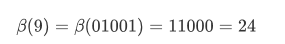 β(9) = β(01001) = 11000 = 24